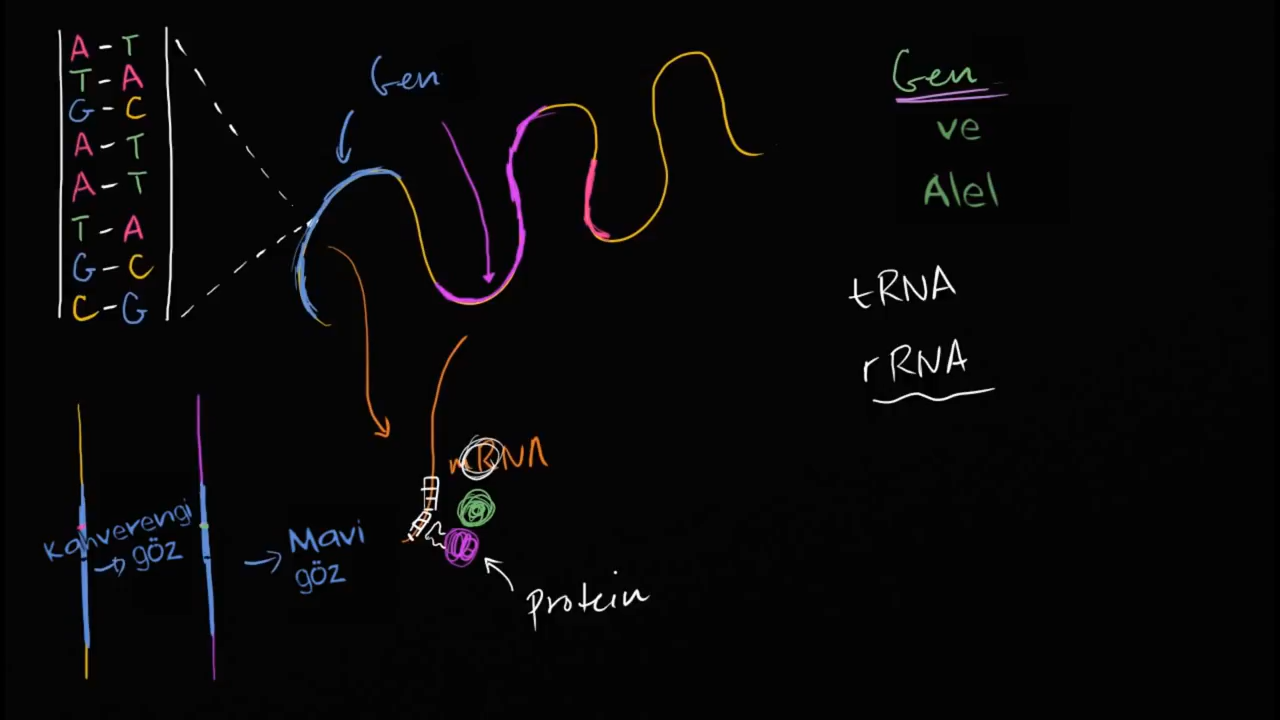 A - T
T - A
G - C
A - T
A - T
T - A
G - C
C - G
Gen
Gen
ve
Alel
tRNA
rRNA
mRNA
Protein
Kahverengi
göz
Mavi
göz